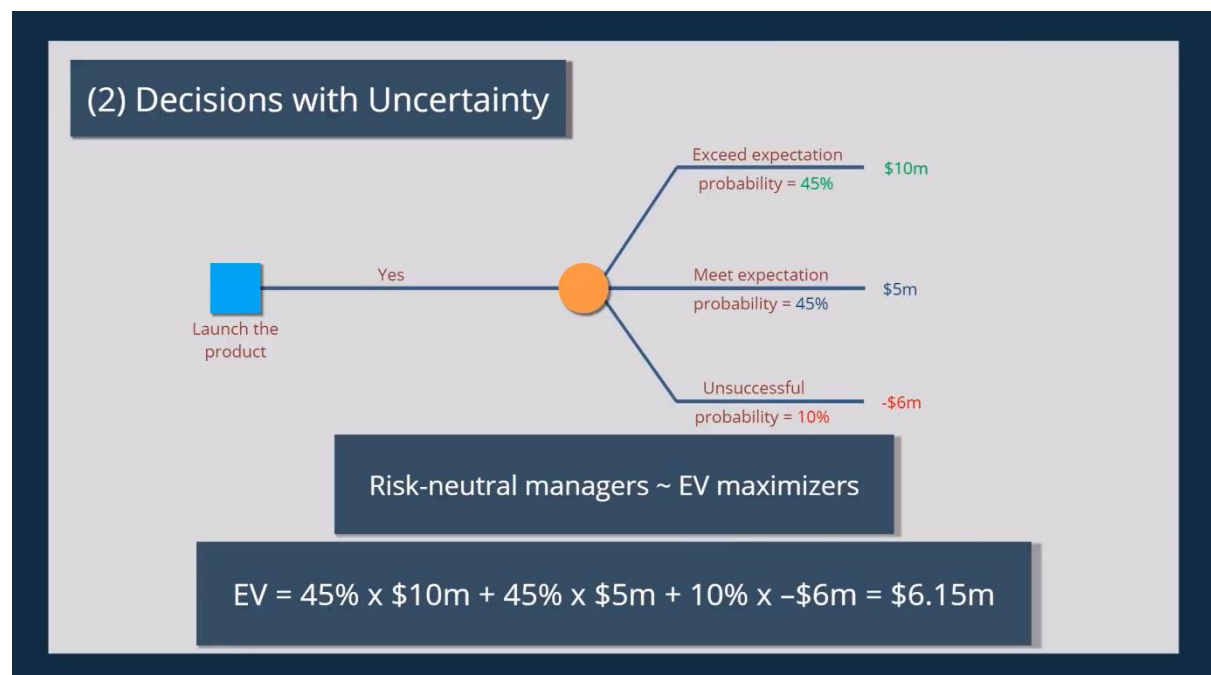 (2) Decisions with Uncertainty
Exceed expectation
probability = 45%
$10m
Yes
Meet expectation
probability = 45%
$5m
Launch the
product
Unsuccessful
probability = 10%
-$6m
Risk-neutral managers ~ EV maximizers
EV = 45% x $10m + 45% x $5m + 10% x –$6m = $6.15m